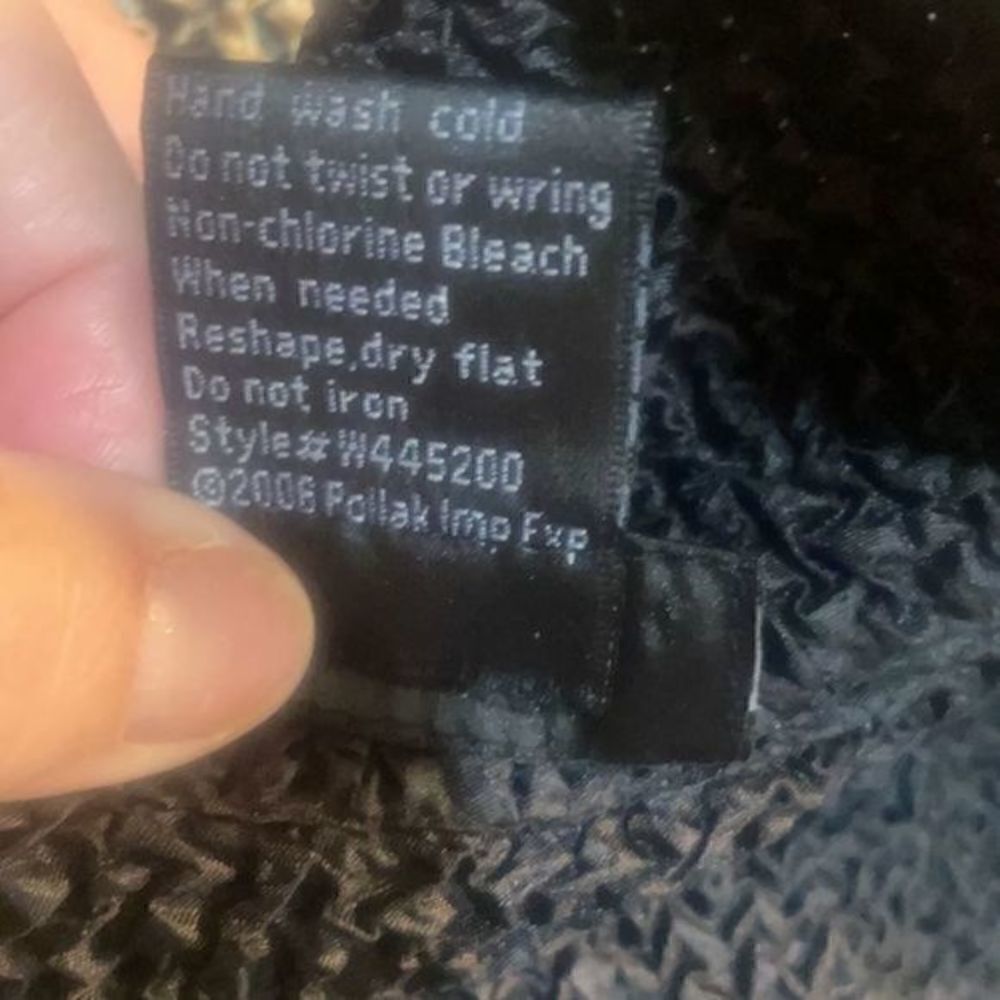 Hand wash cold
Do not twist or wring
Non-chlorine Bleach
When needed
Reshape,dry flat
Do not iron
Style# W445200
©2006 Pollak Imp Exp